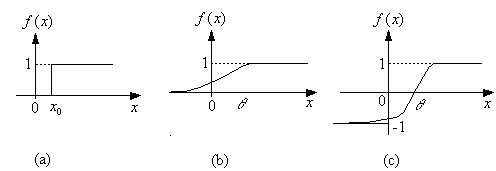 f(x) f(x) f(x)
1 1 1
0 x₀ x 0 θ x 0 θ x
-1
(a) (b) (c)